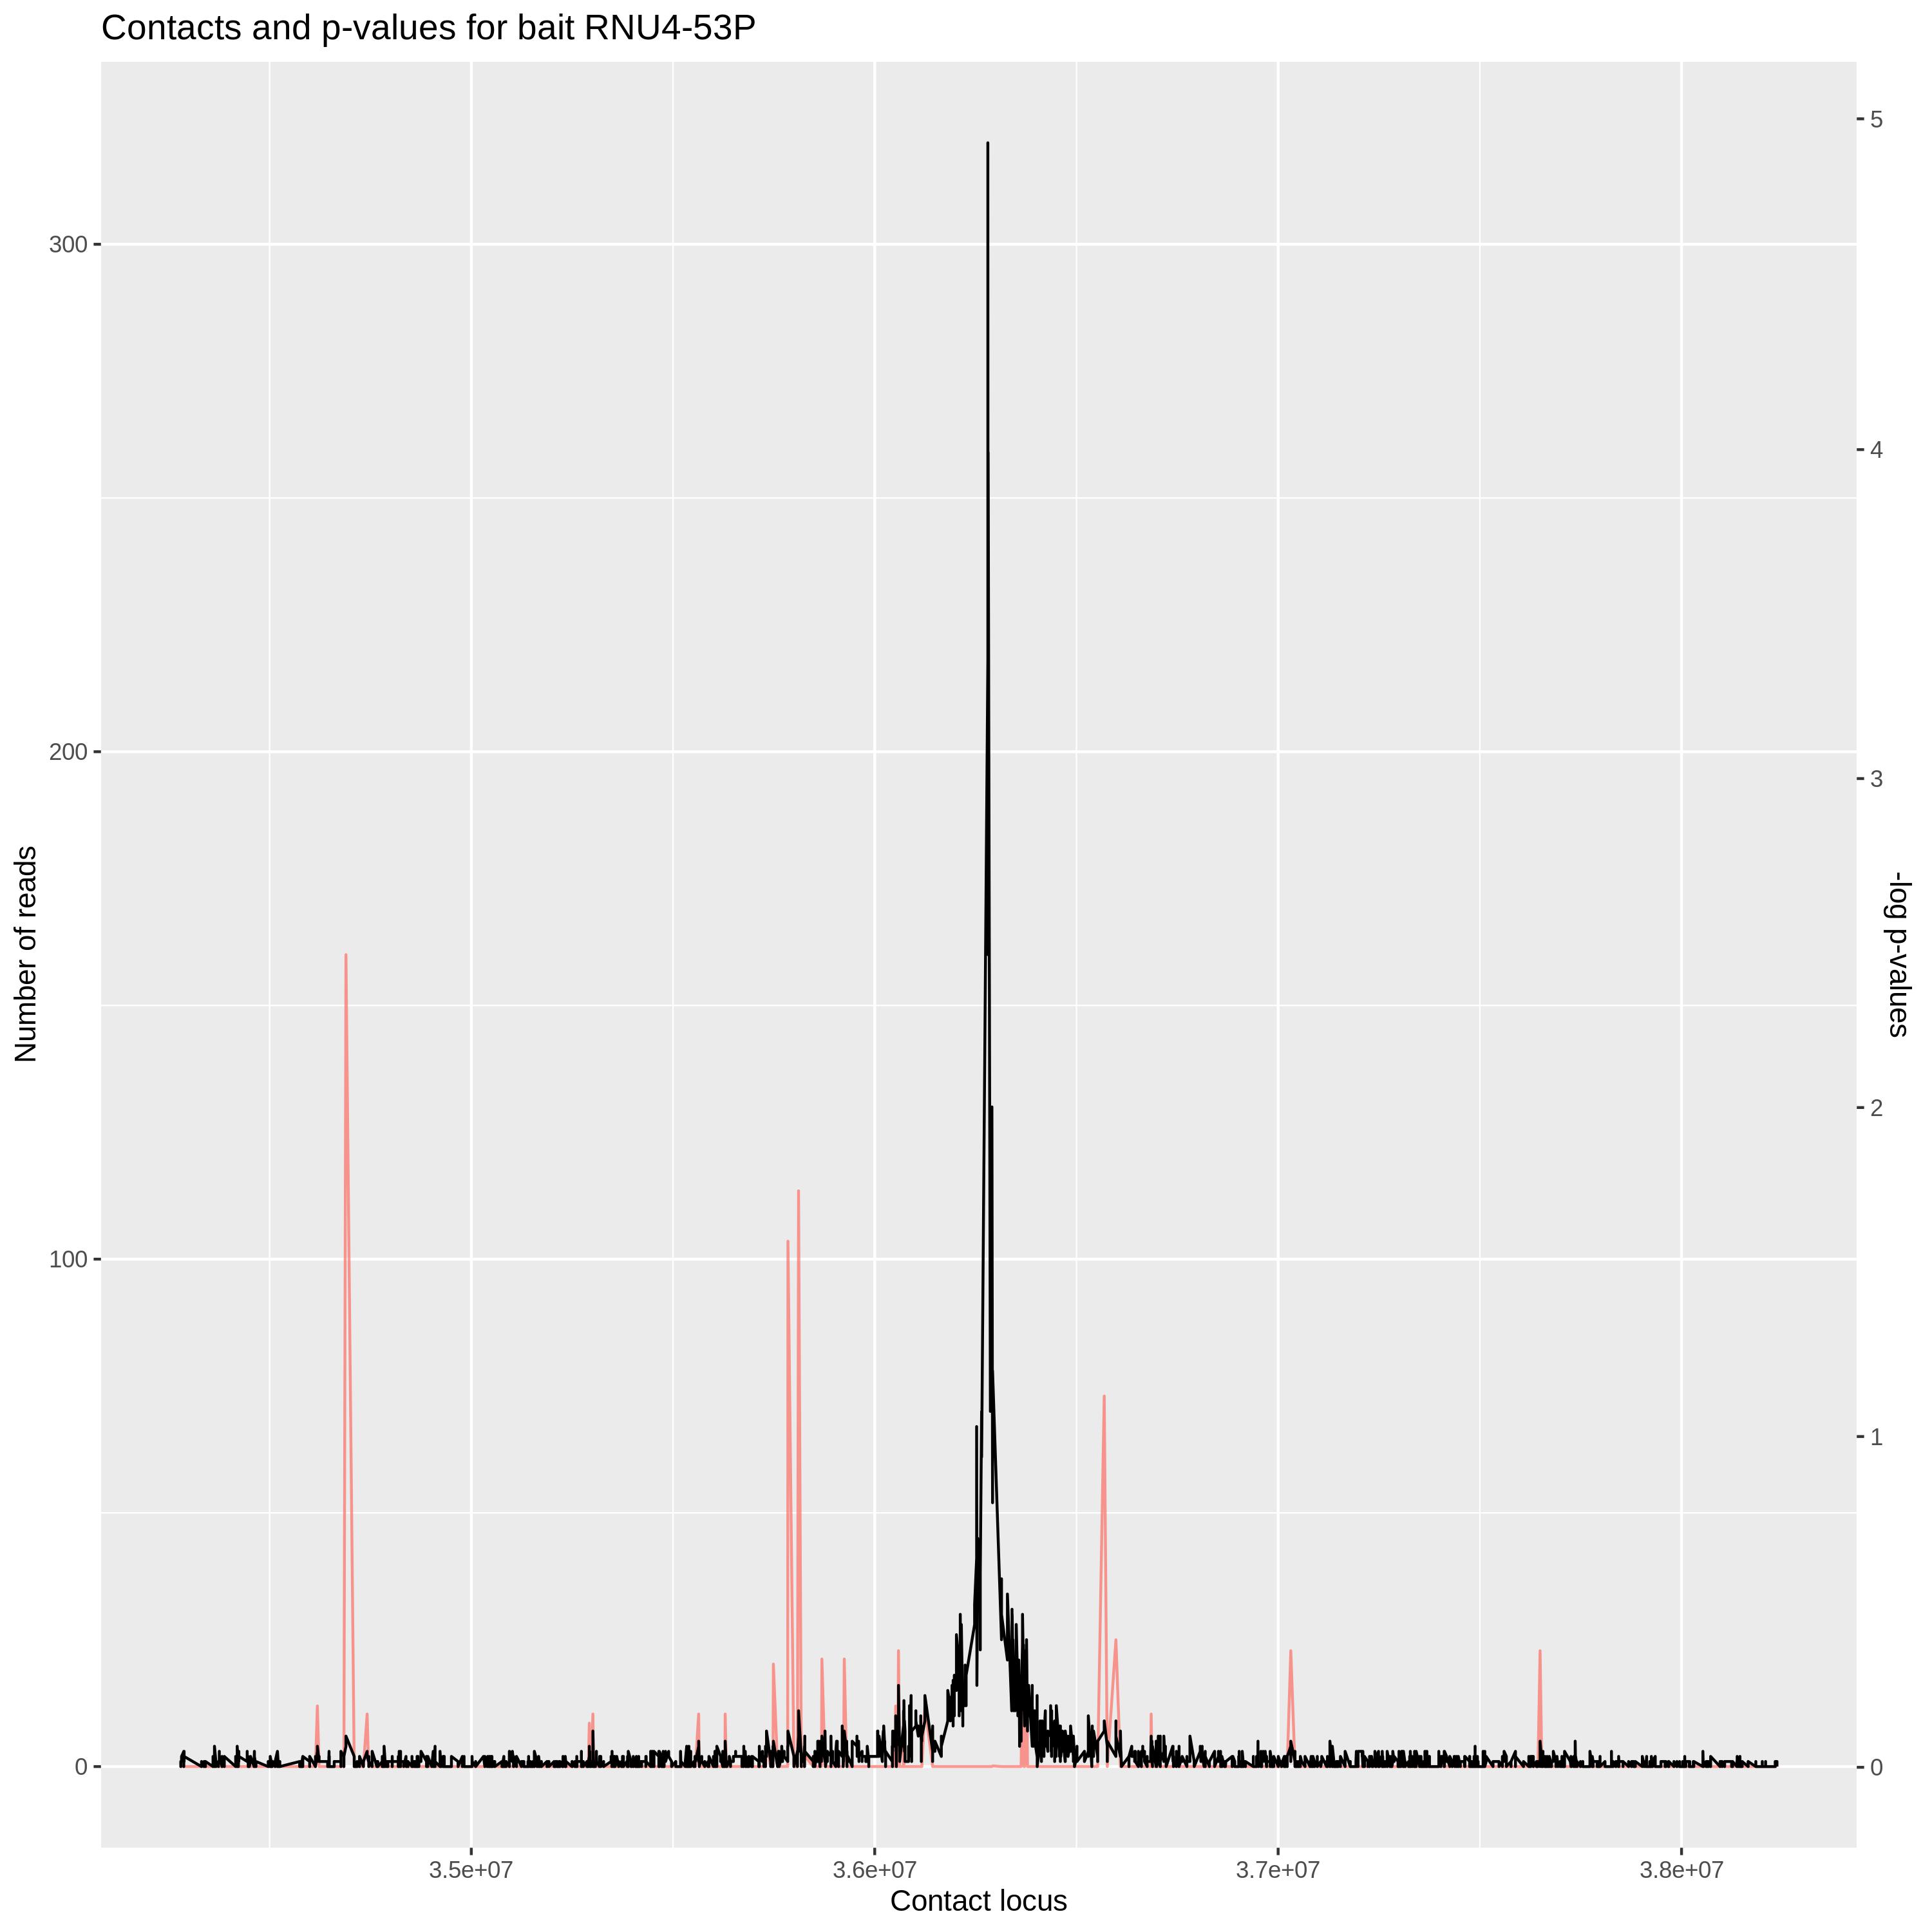 Contacts and p-values for bait RNU4-53P
300
200
100
0
Number of reads
5
4
3
2
1
0
-log p-values
3.5e+07
3.6e+07
3.7e+07
3.8e+07
Contact locus